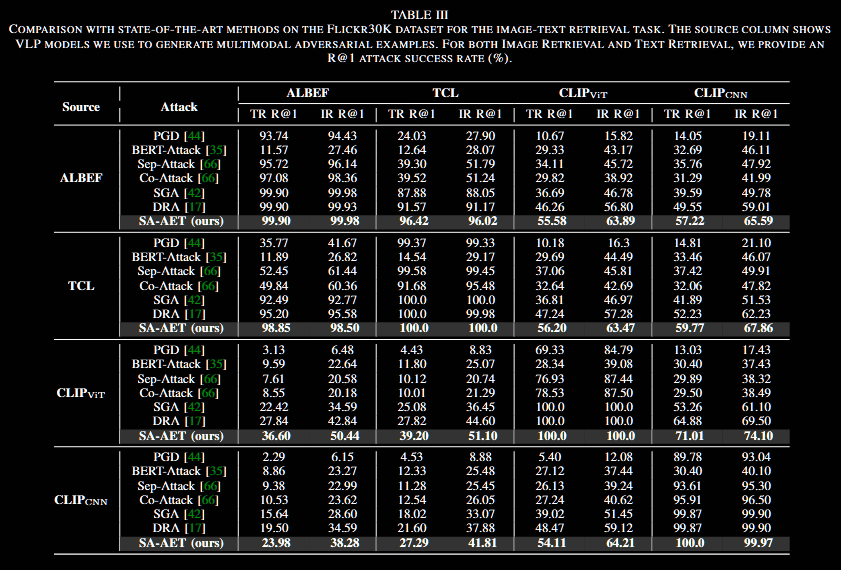 TABLE III
COMPARISON WITH STATE-OF-THE-ART METHODS ON THE FLICKR30K DATASET FOR THE IMAGE-TEXT RETRIEVAL TASK. THE SOURCE COLUMN SHOWS
VLP MODELS WE USE TO GENERATE MULTIMODAL ADVERSARIAL EXAMPLES. FOR BOTH IMAGE RETRIEVAL AND TEXT RETRIEVAL, WE PROVIDE AN
R@1 ATTACK SUCCESS RATE (%).
Source Attack ALBEF TCL CLIPViT CLIPCNN
TR R@1 IR R@1 TR R@1 IR R@1 TR R@1 IR R@1 TR R@1 IR R@1
ALBEF
PGD [44] 93.74 94.43 24.03 27.90 10.67 15.82 14.05 19.11
BERT-Attack [35] 11.57 27.46 12.64 28.07 29.33 43.17 32.69 46.11
Sep-Attack [66] 95.72 96.14 39.30 51.79 34.11 45.72 35.76 47.92
Co-Attack [66] 97.08 98.36 39.52 51.24 29.82 38.92 31.29 41.99
SGA [42] 99.90 99.98 87.88 88.05 36.69 46.78 39.59 49.78
DRA [17] 99.90 99.93 91.57 91.17 46.26 56.80 49.55 59.01
SA-AET (ours) 99.90 99.98 96.42 96.02 55.58 63.89 57.22 65.59
TCL
PGD [44] 35.77 41.67 99.37 99.33 10.18 16.3 14.81 21.10
BERT-Attack [35] 11.89 26.82 14.54 29.17 29.69 44.49 33.46 46.07
Sep-Attack [66] 52.45 61.44 99.58 99.45 37.06 45.81 37.42 49.91
Co-Attack [66] 49.84 60.36 91.68 95.48 32.64 42.69 32.06 47.82
SGA [42] 92.49 92.77 100.0 100.0 36.81 46.97 41.89 51.53
DRA [17] 95.20 95.58 100.0 99.98 47.24 57.28 52.23 62.23
SA-AET (ours) 98.85 98.50 100.0 100.0 56.20 63.47 59.77 67.86
CLIPViT
PGD [44] 3.13 6.48 4.43 8.83 69.33 84.79 13.03 17.43
BERT-Attack [35] 9.59 22.64 11.80 25.07 28.34 39.08 30.40 37.43
Sep-Attack [66] 7.61 20.58 10.12 20.74 76.93 87.44 29.89 38.32
Co-Attack [66] 8.55 20.18 10.01 21.29 78.53 87.50 29.50 38.49
SGA [42] 22.42 34.59 25.08 36.45 100.0 100.0 53.26 61.10
DRA [17] 27.84 42.84 27.82 44.60 100.0 100.0 64.88 69.50
SA-AET (ours) 36.60 50.44 39.20 51.10 100.0 100.0 71.01 74.10
CLIPCNN
PGD [44] 2.29 6.15 4.53 8.88 5.40 12.08 89.78 93.04
BERT-Attack [35] 8.86 23.27 12.33 25.48 27.12 37.44 30.40 40.10
Sep-Attack [66] 9.38 22.99 11.28 25.45 26.13 39.24 93.61 95.30
Co-Attack [66] 10.53 23.62 12.54 26.05 27.24 40.62 95.91 96.50
SGA [42] 15.64 28.60 18.02 33.07 39.02 51.45 99.87 99.90
DRA [17] 19.50 34.59 21.60 37.88 48.47 59.12 99.87 99.90
SA-AET (ours) 23.98 38.28 27.29 41.81 54.11 64.21 100.0 99.97